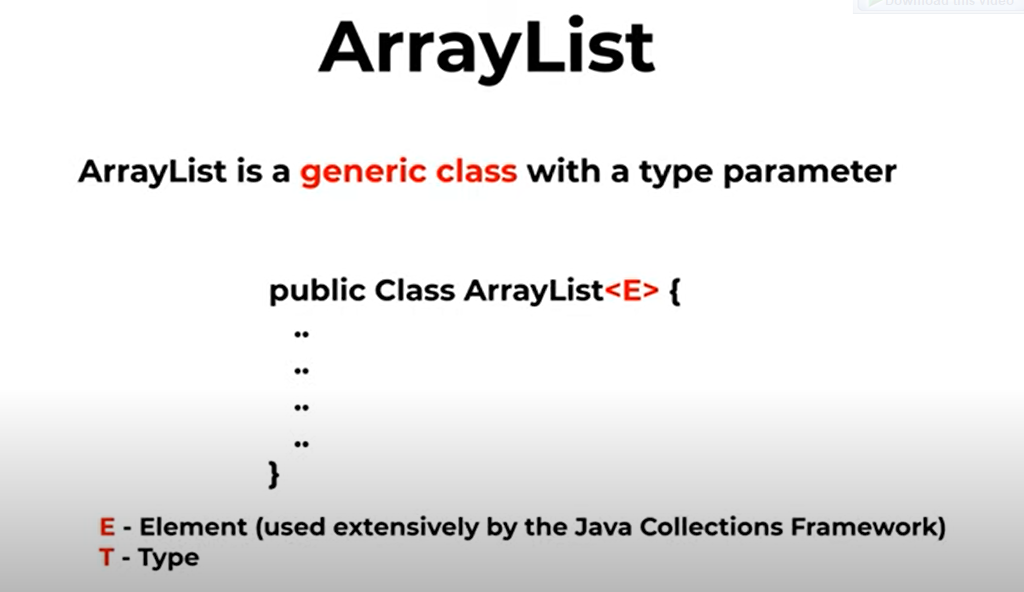 Download this video
ArrayList
ArrayList is a generic class with a type parameter
public Class ArrayList<E> {
..
..
..
..
}
E - Element (used extensively by the Java Collections Framework)
T - Type